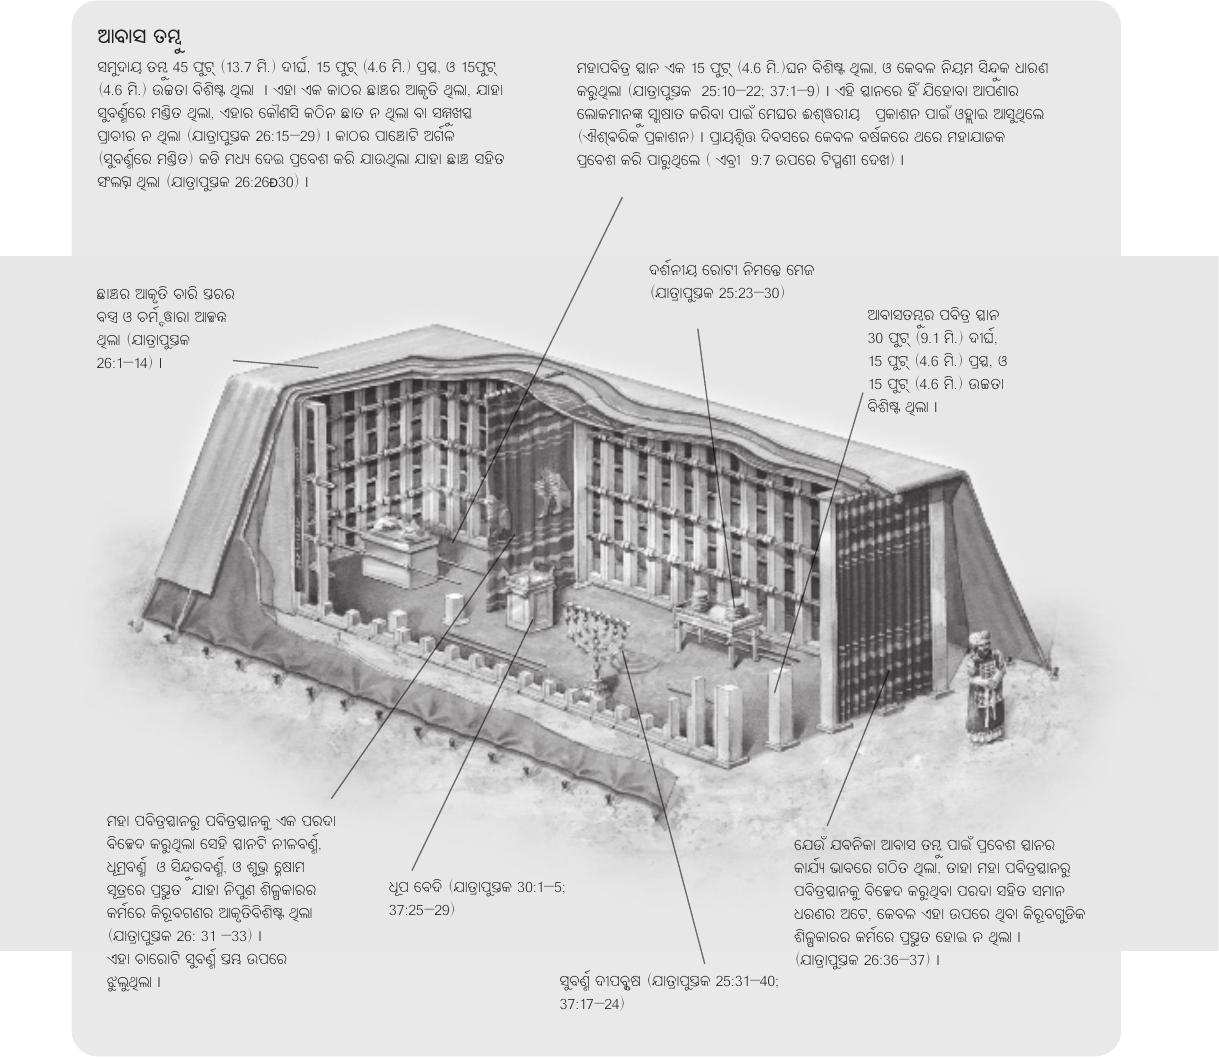 ଆବାସ ତମ୍ବୁ
ସମୁଦାୟ ତମ୍ବୁ 45 ପୁଟ୍ (13.7 ମି.) ଦୀର୍ଘ, 15 ପୁଟ୍ (4.6 ମି.) ପ୍ରସ୍ଥ, ଓ 15ପୁଟ୍
(4.6 ମି.) ଉଚ୍ଚତା ବିଶିଷ୍ଟ ଥିଲା । ଏହା ଏକ କାଠର ଛାଞ୍ଚର ଆକୃତି ଥିଲା, ଯାହା
ସୁବର୍ଣ୍ଣରେ ମଣ୍ଡିତ ଥିଲା, ଏହାର କୌଣସି କଠିନ ଛାତ ନ ଥିଲା ବା ସମ୍ମୁଖସ୍ଥ
ପ୍ରାଚୀର ନ ଥିଲା (ଯାତ୍ରାପୁସ୍ତକ 26:15–29) । କାଠର ପାଞ୍ଚୋଟି ଅର୍ଗଳ
(ସୁବର୍ଣ୍ଣରେ ମଣ୍ଡିତ) କଡି ମଧ୍ୟ ଦେଇ ପ୍ରବେଶ କରି ଯାଉଥିଲା ଯାହା ଛାଞ୍ଚ ସହିତ
ସଂଲଗ୍ନ ଥିଲା (ଯାତ୍ରାପୁସ୍ତକ 26:26Ð30) ।
ମହାପବିତ୍ର ସ୍ଥାନ ଏକ 15 ପୁଟ୍ (4.6 ମି.)ଘନ ବିଶିଷ୍ଟ ଥିଲା, ଓ କେବଳ ନିୟମ ସିନ୍ଦୁକ ଧାରଣ
କରୁଥିଲା (ଯାତ୍ରାପୁସ୍ତକ 25:10–22; 37:1–9) । ଏହି ସ୍ଥାନରେ ହିଁ ଯିହୋବା ଆପଣାର
ଲୋକମାନଙ୍କୁ ସାକ୍ଷାତ କରିବା ପାଇଁ ମେଘର ଈଶ୍ଵରୀୟ ପ୍ରକାଶନ ପାଇଁ ଓହ୍ଲାଇ ଆସୁଥିଲେ
(ଐଶ୍ଵରିକ ପ୍ରକାଶନ) । ପ୍ରାୟଶ୍ଚିତ୍ତ ଦିବସରେ କେବଳ ବର୍ଷକରେ ଥରେ ମହାଯାଜକ
ପ୍ରବେଶ କରି ପାରୁଥିଲେ ( ଏବ୍ରୀ 9:7 ଉପରେ ଟିପ୍ପଣୀ ଦେଖ) ।
ଛାଞ୍ଚର ଆକୃତି ଚାରି ସ୍ତରର
ବସ୍ତ୍ର ଓ ଚର୍ମ୍ମଦ୍ୱାରା ଆଚ୍ଛନ୍ନ
ଥିଲା (ଯାତ୍ରାପୁସ୍ତକ
26:1–14) ।
ଦର୍ଶନୀୟ ରୋଟୀ ନିମନ୍ତେ ମେଜ
(ଯାତ୍ରାପୁସ୍ତକ 25:23–30)
ଆବାସତମ୍ବୁର ପବିତ୍ର ସ୍ଥାନ
30 ପୁଟ୍ (9.1 ମି.) ଦୀର୍ଘ,
15 ପୁଟ୍ (4.6 ମି.) ପ୍ରସ୍ଥ, ଓ
15 ପୁଟ୍ (4.6 ମି.) ଉଚ୍ଚତା
ବିଶିଷ୍ଟ ଥିଲା ।
ମହା ପବିତ୍ରସ୍ଥାନରୁ ପବିତ୍ରସ୍ଥାନକୁ ଏକ ପରଦା
ବିଚ୍ଛେଦ କରୁଥିଲା ସେହି ସ୍ଥାନଟି ନୀଳବର୍ଣ୍ଣ,
ଧୂମ୍ରବର୍ଣ୍ଣ ଓ ସିନ୍ଦୁରବର୍ଣ୍ଣ, ଓ ଶୁଭ୍ର କ୍ଷୋମ
ସୂତ୍ରରେ ପ୍ରସ୍ତୁତ ଯାହା ନିପୁଣ ଶିଳ୍ପକାରର
କର୍ମରେ କିରୂବଗଣର ଆକୃତିବିଶିଷ୍ଟ ଥିଲା
(ଯାତ୍ରାପୁସ୍ତକ 26: 31 –33) ।
ଏହା ଚାରୋଟି ସୁବର୍ଣ୍ଣ ସ୍ତମ୍ଭ ଉପରେ
ଝୁଲୁଥିଲା ।
ଧୂପ ବେଦି (ଯାତ୍ରାପୁସ୍ତକ 30:1–5;
37:25–29)
ସୁବର୍ଣ୍ଣ ଦୀପବୃକ୍ଷ (ଯାତ୍ରାପୁସ୍ତକ 25:31–40;
37:17–24)
ଯେଉଁ ଯବନିକା ଆବାସ ତମ୍ବୁ ପାଇଁ ପ୍ରବେଶ ସ୍ଥାନର
କାର୍ଯ୍ୟ ଭାବରେ ଗଠିତ ଥିଲା, ତାହା ମହା ପବିତ୍ରସ୍ଥାନରୁ
ପବିତ୍ରସ୍ଥାନକୁ ବିଚ୍ଛେଦ କରୁଥିବା ପରଦା ସହିତ ସମାନ
ଧରଣର ଅଟେ, କେବଳ ଏହା ଉପରେ ଥିବା କିରୂବଗୁଡିକ
ଶିଳ୍ପକାରର କର୍ମରେ ପ୍ରସ୍ତୁତ ହୋଇ ନ ଥିଲା ।
(ଯାତ୍ରାପୁସ୍ତକ 26:36–37) ।